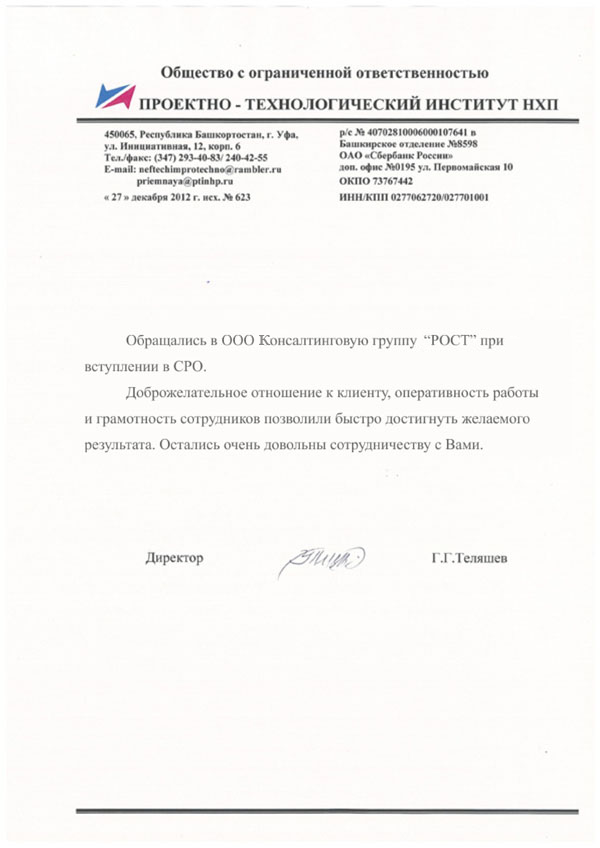 Общество с ограниченной ответственностью
ПРОЕКТНО - ТЕХНОЛОГИЧЕСКИЙ ИНСТИТУТ НХП
450065, Республика Башкортостан, г. Уфа,
ул. Инициативная, 12, корп. 6
Тел./факс: (347) 293-40-83/ 240-42-55
E-mail: neftechimprotechno@rambler.ru
priemnaya@ptinhp.ru
« 27 » декабря 2012 г. исх. № 623
р/с № 40702810006000107641 в
Башкирское отделение №8598
ОАО «Сбербанк России»
доп. офис №0195 ул. Первомайская 10
ОКПО 73767442
ИНН/КПП 0277062720/027701001
Обращались в ООО Консалтинговую группу “РОСТ” при
вступлении в СРО.
Доброжелательное отношение к клиенту, оперативность работы
и грамотность сотрудников позволили быстро достигнуть желаемого
результата. Остались очень довольны сотрудничеству с Вами.
Директор Г.Г.Теляшев